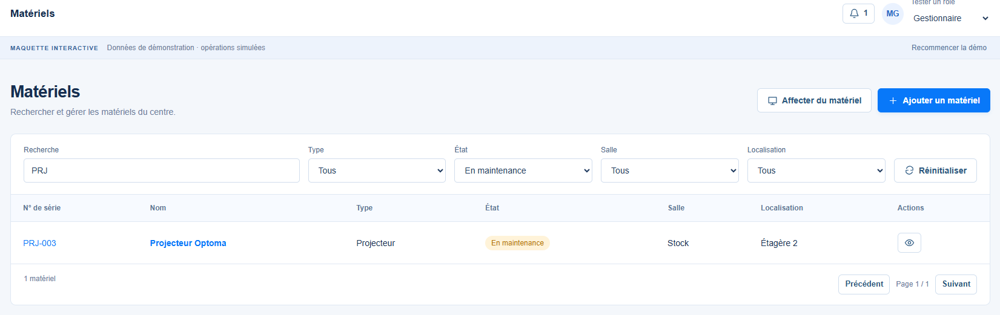 Matériels
1
MG
Tester un rôle
Gestionnaire
MAQUETTE INTERACTIVE Données de démonstration · opérations simulées
Recommencer la démo
Matériels
Rechercher et gérer les matériels du centre.
Affecter du matériel
Ajouter un matériel
Recherche Type État Salle Localisation
PRJ Tous En maintenance Tous Tous Réinitialiser
N° de série Nom Type État Salle Localisation Actions
PRJ-003 Projecteur Optoma Projecteur En maintenance Stock Étagère 2
1 matériel
Précédent Page 1 / 1 Suivant